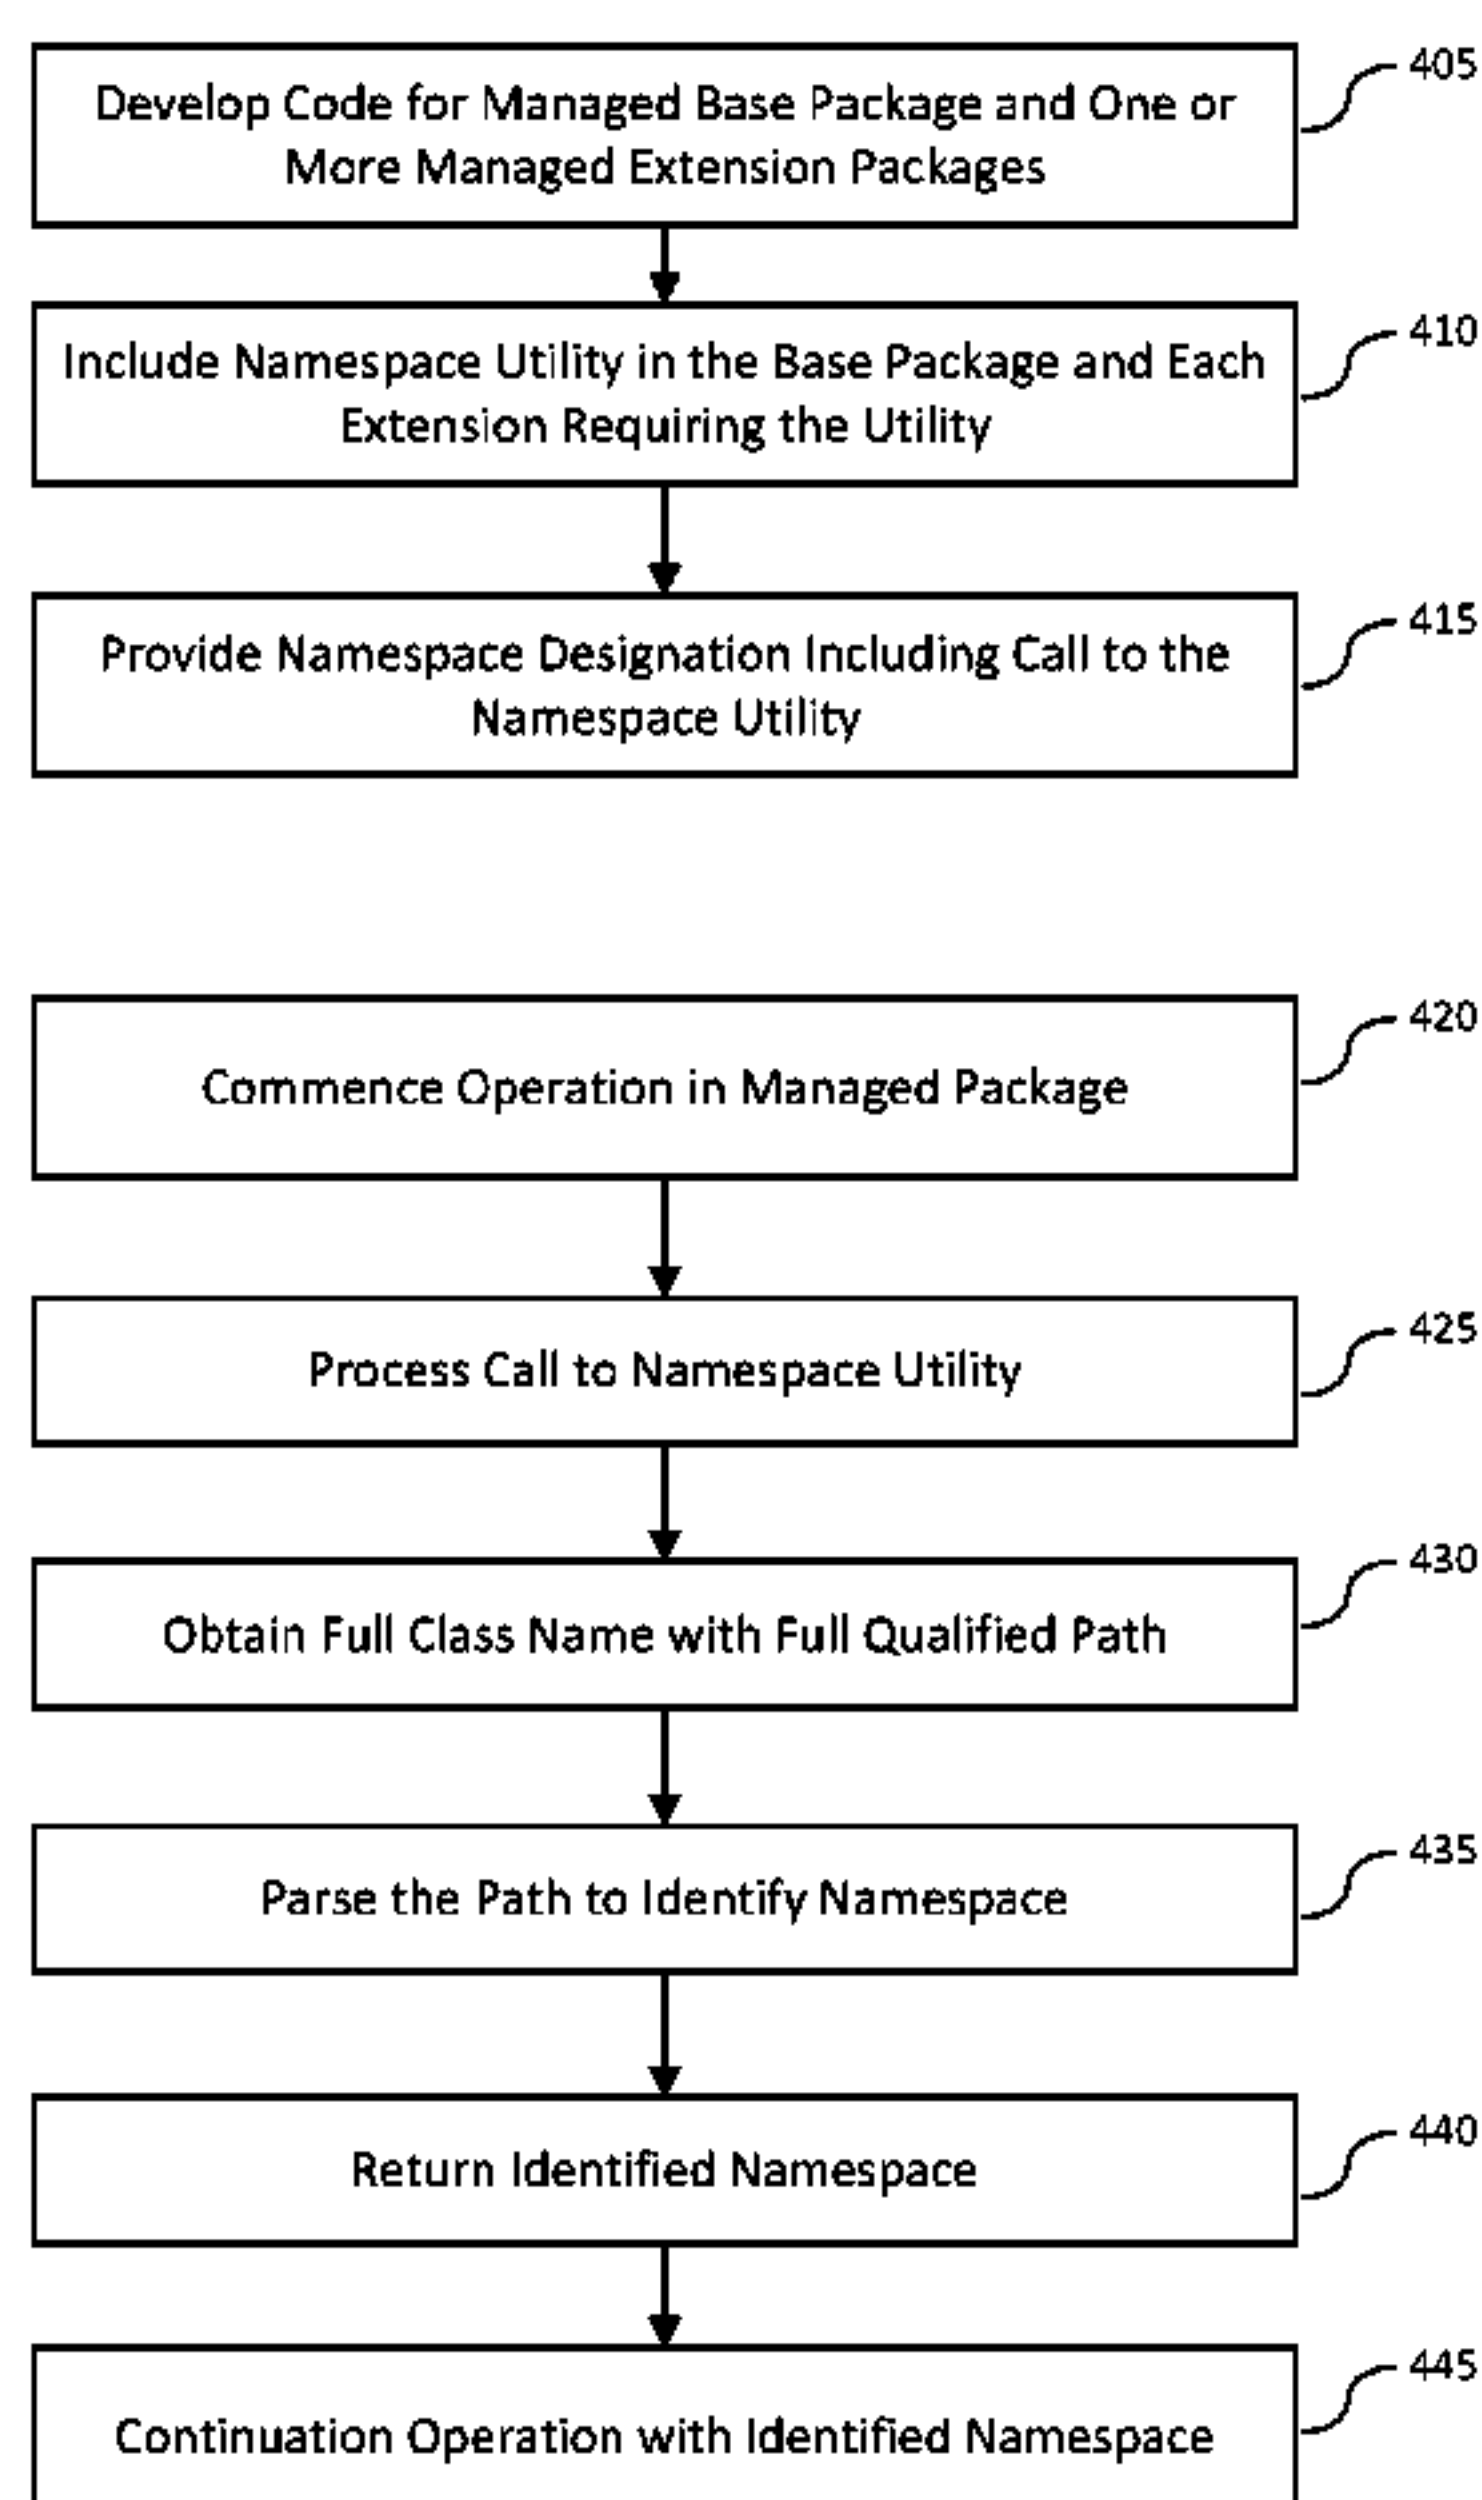 405
Develop Code for Managed Base Package and One or
More Managed Extension Packages
410
Include Namespace Utility in the Base Package and Each
Extension Requiring the Utility
415
Provide Namespace Designation Including Call to the
Namespace Utility
420
Commence Operation in Managed Package
425
Process Call to Namespace Utility
430
Obtain Full Class Name with Full Qualified Path
435
Parse the Path to Identify Namespace
440
Return Identified Namespace
445
Continuation Operation with Identified Namespace